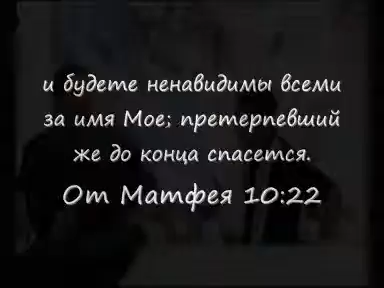 и будете ненавидимы всеми
за имя Мое; претерпевший
же до конца спасется.
От Матфея 10:22